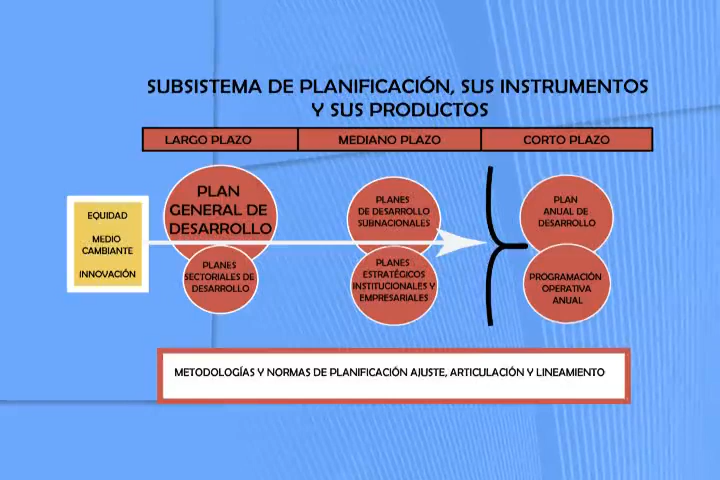 SUBSISTEMA DE PLANIFICACIÓN, SUS INSTRUMENTOS
Y SUS PRODUCTOS
LARGO PLAZO
MEDIANO PLAZO
CORTO PLAZO
EQUIDAD
MEDIO
CAMBIANTE
INNOVACIÓN
PLAN
GENERAL DE
DESARROLLO
PLANES
SECTORIALES DE
DESARROLLO
PLANES
DE DESARROLLO
SUBNACIONALES
PLANES
ESTRATÉGICOS
INSTITUCIONALES Y
EMPRESARIALES
PLAN
ANUAL DE
DESARROLLO
PROGRAMACIÓN
OPERATIVA
ANUAL
METODOLOGÍAS Y NORMAS DE PLANIFICACIÓN AJUSTE, ARTICULACIÓN Y LINEAMIENTO